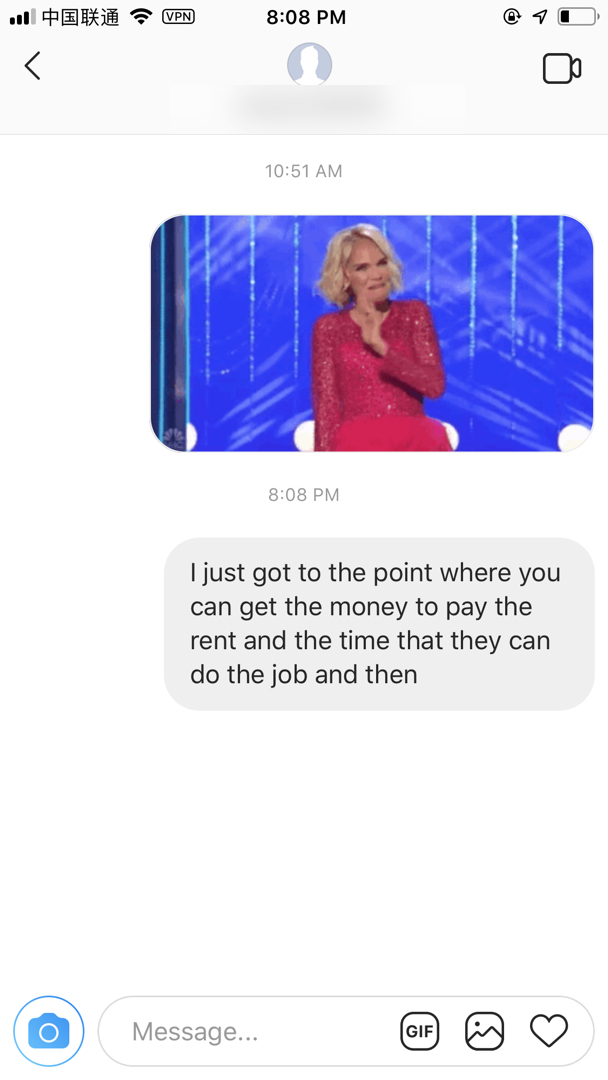 中国联通 VPN 8:08 PM
10:51 AM
8:08 PM
I just got to the point where you
can get the money to pay the
rent and the time that they can
do the job and then
Message...
GIF